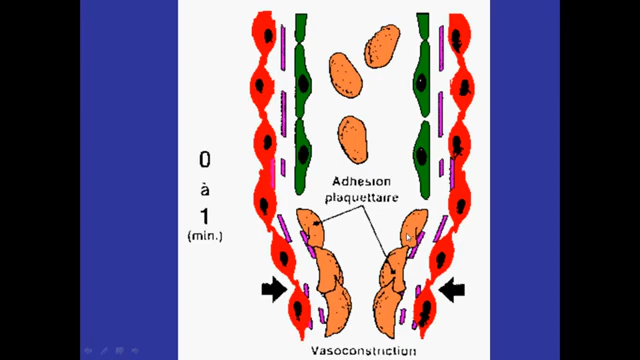 0
à
1
(min.)
Adhesion
plaquettaire
Vasoconstriction